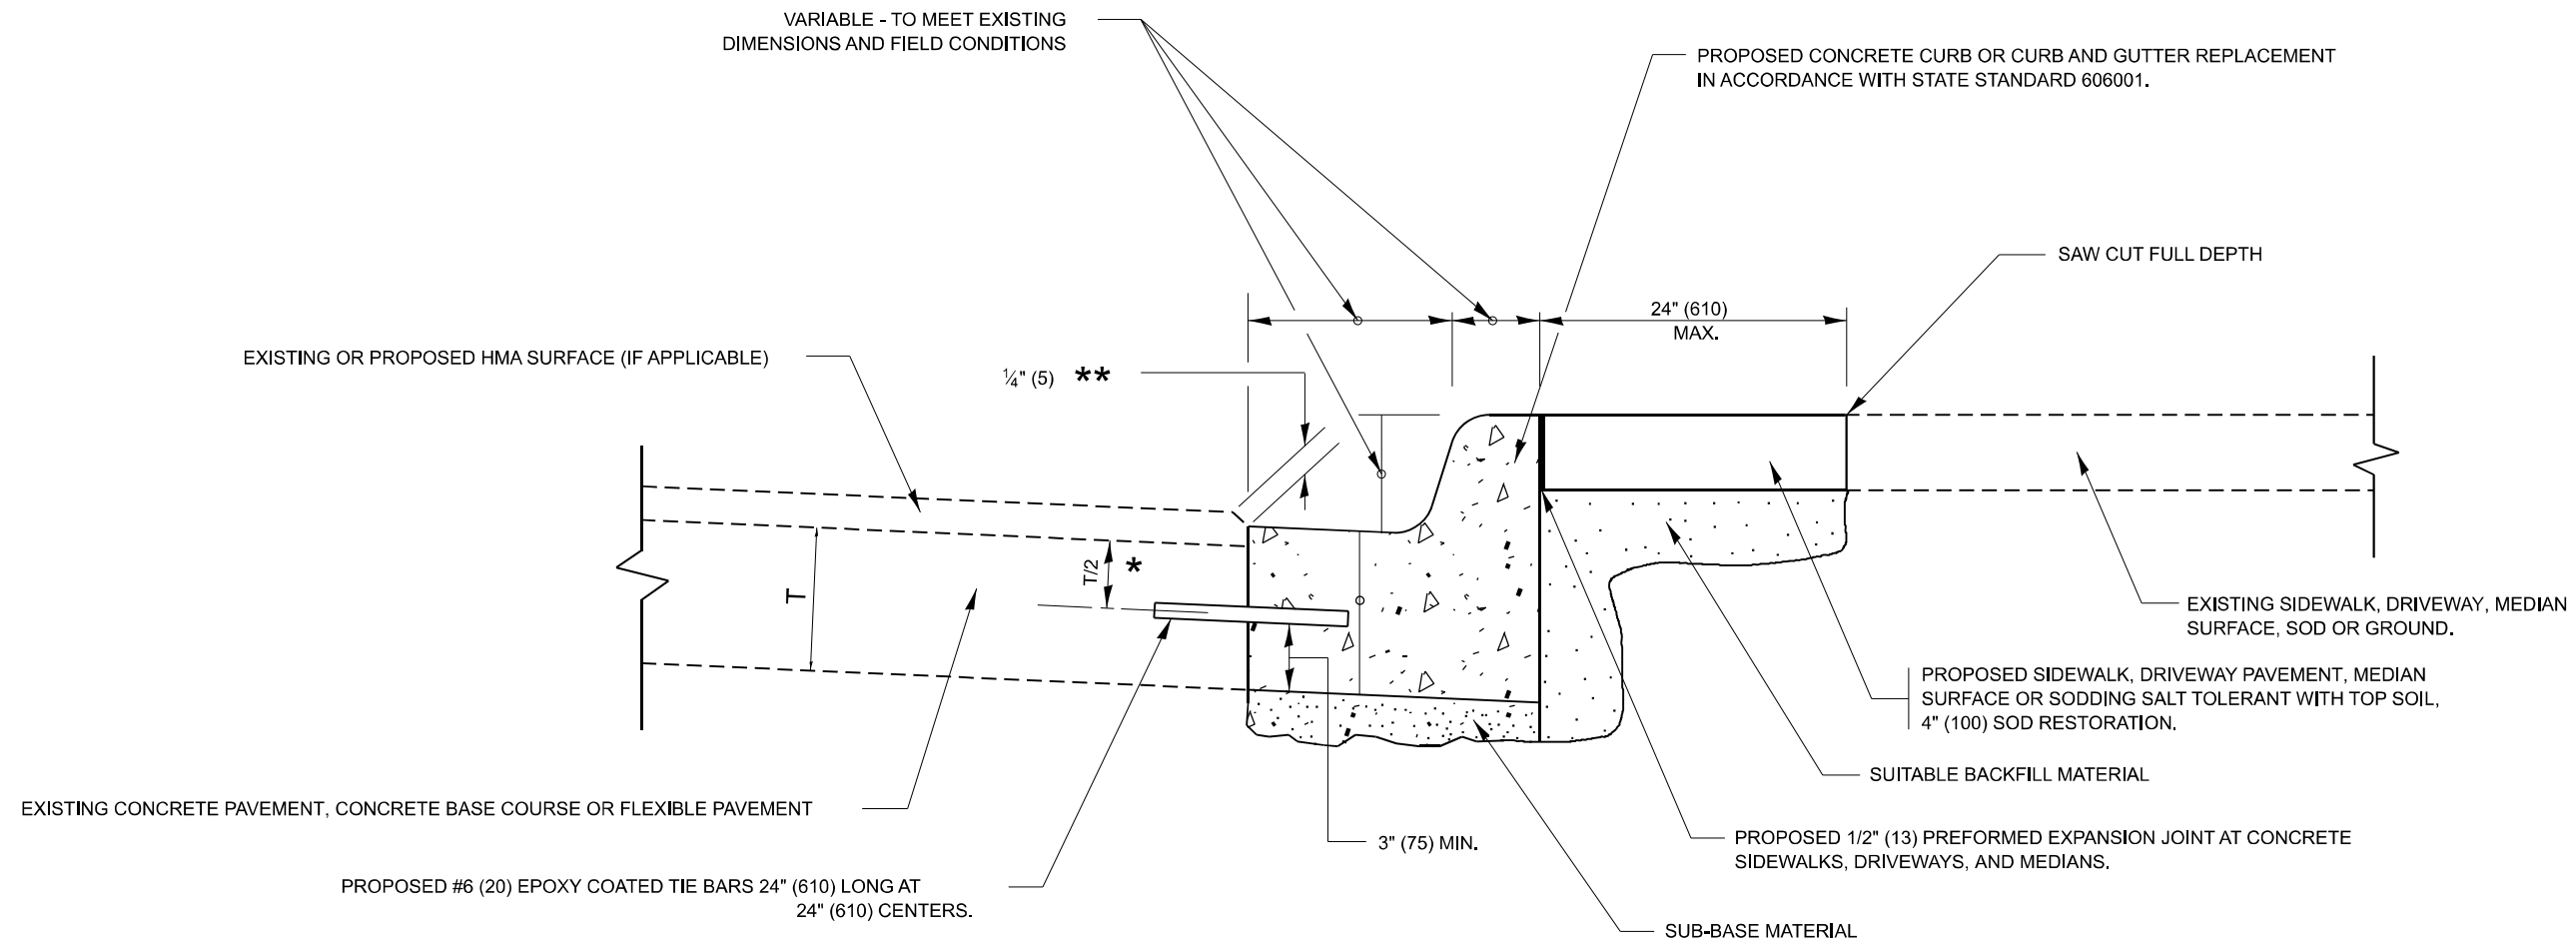 VARIABLE - TO MEET EXISTING
DIMENSIONS AND FIELD CONDITIONS
PROPOSED CONCRETE CURB OR CURB AND GUTTER REPLACEMENT
IN ACCORDANCE WITH STATE STANDARD 606001.
SAW CUT FULL DEPTH
24" (610)
MAX.
EXISTING OR PROPOSED HMA SURFACE (IF APPLICABLE)
¼" (5) **
T/2 *
T
EXISTING SIDEWALK, DRIVEWAY, MEDIAN
SURFACE, SOD OR GROUND.
PROPOSED SIDEWALK, DRIVEWAY PAVEMENT, MEDIAN
SURFACE OR SODDING SALT TOLERANT WITH TOP SOIL,
4" (100) SOD RESTORATION.
SUITABLE BACKFILL MATERIAL
EXISTING CONCRETE PAVEMENT, CONCRETE BASE COURSE OR FLEXIBLE PAVEMENT
3" (75) MIN.
PROPOSED 1/2" (13) PREFORMED EXPANSION JOINT AT CONCRETE
SIDEWALKS, DRIVEWAYS, AND MEDIANS.
PROPOSED #6 (20) EPOXY COATED TIE BARS 24" (610) LONG AT
24" (610) CENTERS.
SUB-BASE MATERIAL